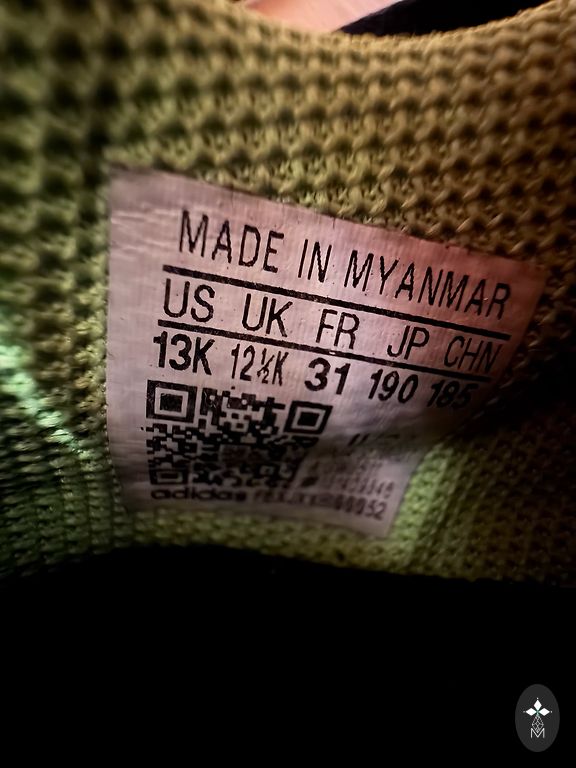 MADE IN MYANMAR
US UK FR JP CHN
13K 12½K 31 190 185
adidas